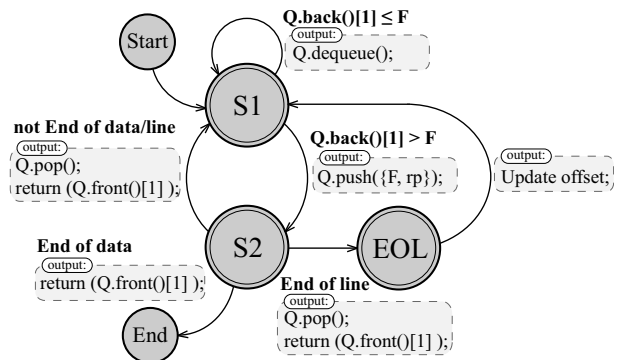 Q.back()[1] ≤ F
output:
Q.dequeue();
Start
S1
not End of data/line
output:
Q.pop();
return (Q.front()[1] );
Q.back()[1] > F
output:
Q.push({F, rp});
output:
Update offset;
End of data
output:
return (Q.front()[1] );
S2
EOL
End of line
output:
Q.pop();
return (Q.front()[1] );
End